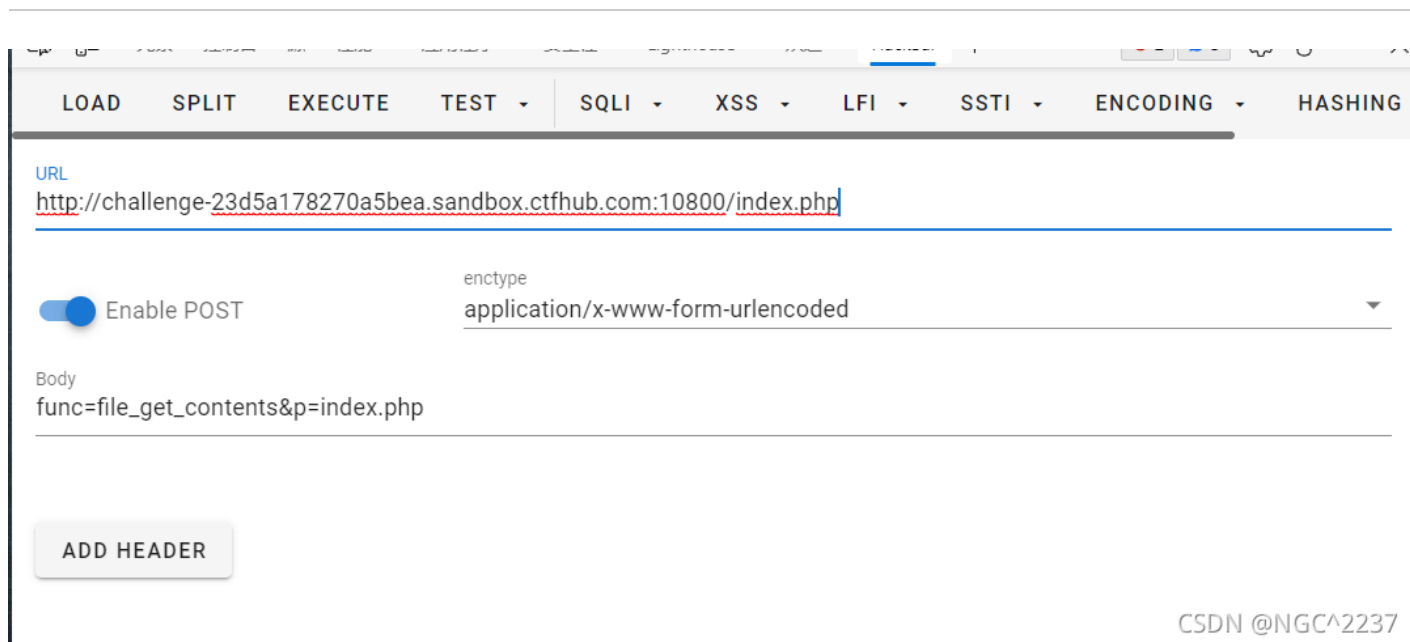 LOAD SPLIT EXECUTE TEST SQLI XSS LFI SSTI ENCODING HASHING
URL
http://challenge-23d5a178270a5bea.sandbox.ctfhub.com:10800/index.php
enctype
Enable POST application/x-www-form-urlencoded
Body
func=file_get_contents&p=index.php
ADD HEADER
CSDN @NGC^2237